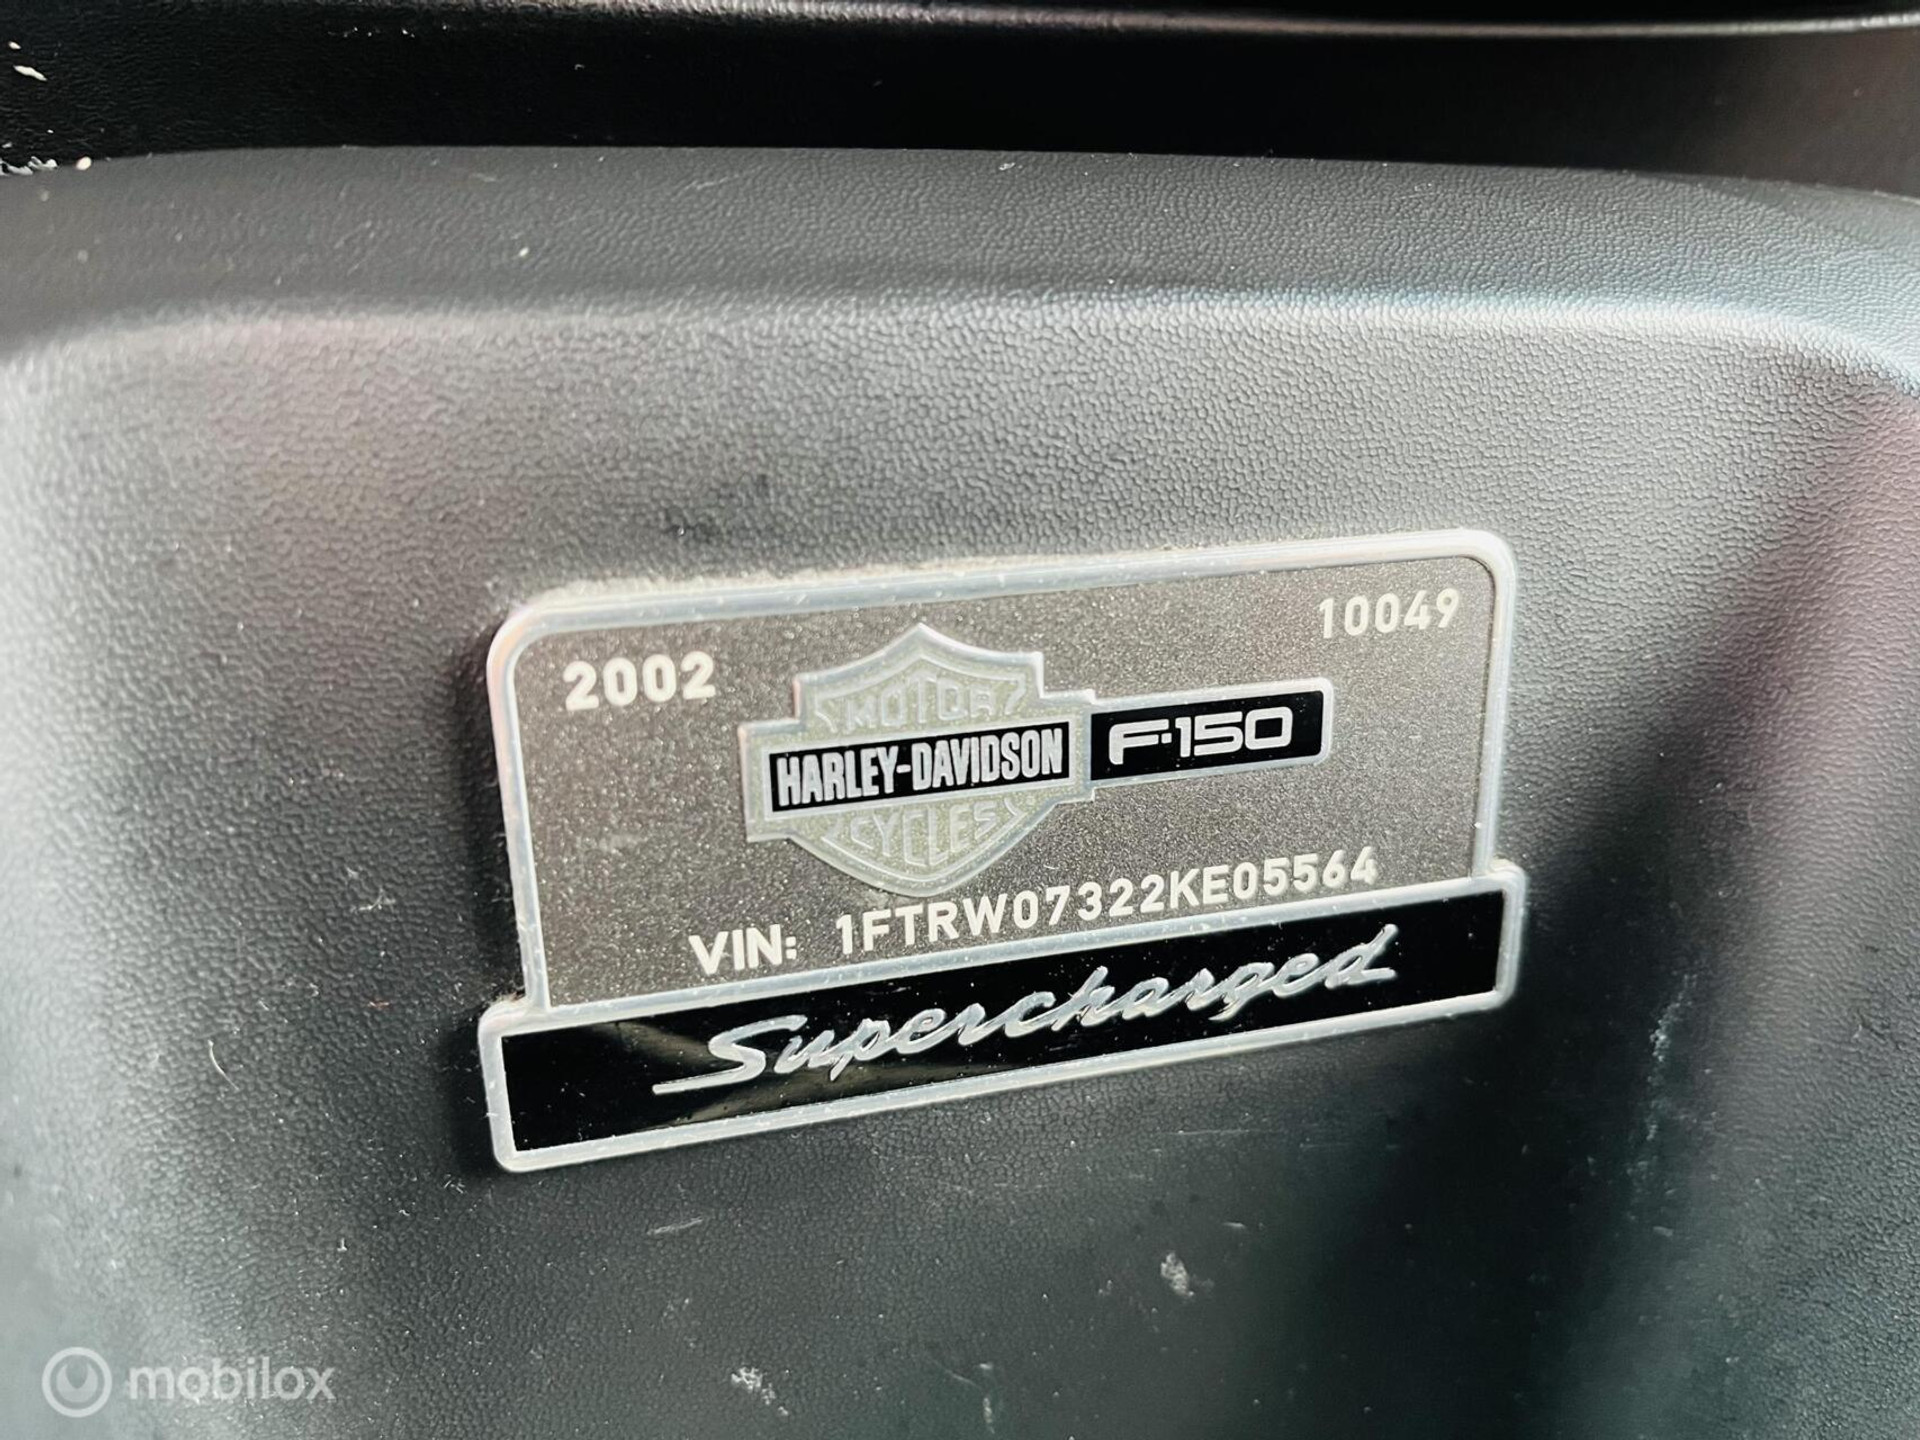 2002
10049
MOTOR
HARLEY-DAVIDSON
F-150
CYCLES
VIN: 1FTRW07322KE05564
Supercharged
mobilox